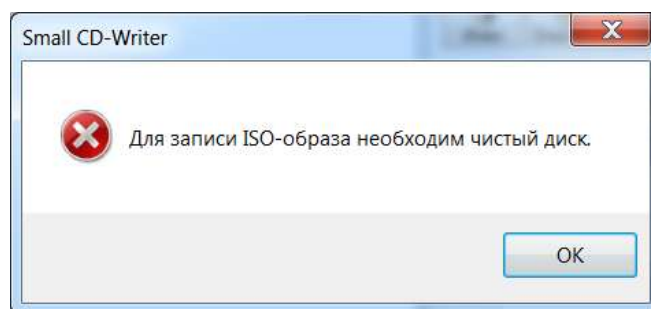 Small CD-Writer
Для записи ISO-образа необходим чистый диск.
OK